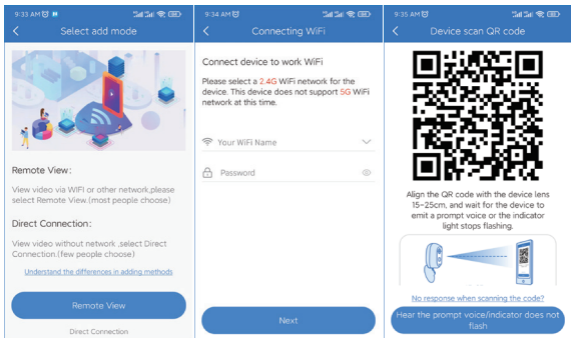 9:33 AM
Select add mode
Remote View:
View video via WIFI or other network,please
select Remote View.(most people choose)
Direct Connection:
View video without network ,select Direct
Connection.(few people choose)
Understand the differences in adding methods
Remote View
Direct Connection
9:34 AM
Connecting WiFi
Connect device to work WiFi
Please select a 2.4G WiFi network for the
device. This device does not support 5G WiFi
network at this time.
Your WiFi Name
Password
Next
9:35 AM
Device scan QR code
Align the QR code with the device lens
15-25cm, and wait for the device to
emit a prompt voice or the indicator
light stops flashing.
No response when scanning the code?
Hear the prompt voice/indicator does not
flash